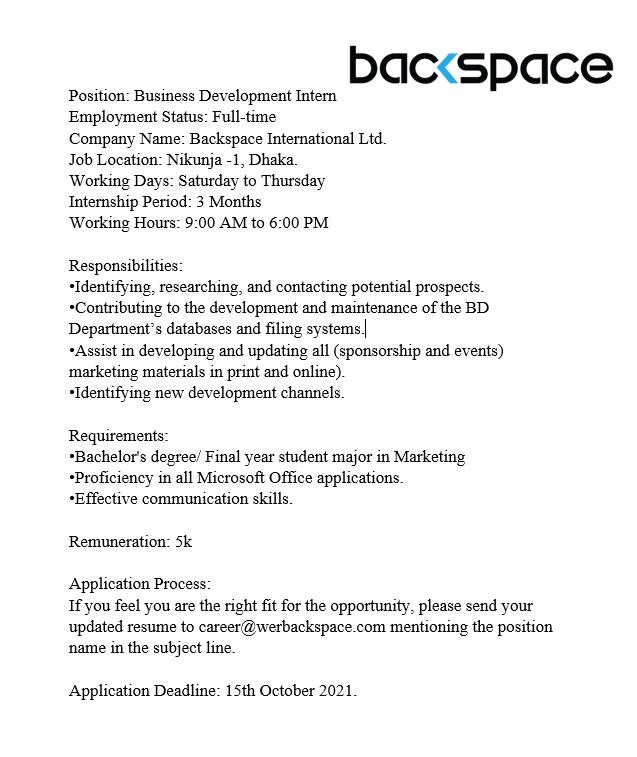 backspace
Position: Business Development Intern
Employment Status: Full-time
Company Name: Backspace International Ltd.
Job Location: Nikunja -1, Dhaka.
Working Days: Saturday to Thursday
Internship Period: 3 Months
Working Hours: 9:00 AM to 6:00 PM
Responsibilities:
•Identifying, researching, and contacting potential prospects.
•Contributing to the development and maintenance of the BD
Department’s databases and filing systems.
•Assist in developing and updating all (sponsorship and events)
marketing materials in print and online).
•Identifying new development channels.
Requirements:
•Bachelor's degree/ Final year student major in Marketing
•Proficiency in all Microsoft Office applications.
•Effective communication skills.
Remuneration: 5k
Application Process:
If you feel you are the right fit for the opportunity, please send your
updated resume to career@werbackspace.com mentioning the position
name in the subject line.
Application Deadline: 15th October 2021.